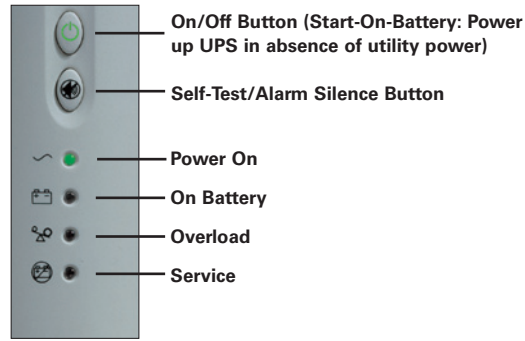 On/Off Button (Start-On-Battery: Power
up UPS in absence of utility power)
Self-Test/Alarm Silence Button
Power On
On Battery
Overload
Service